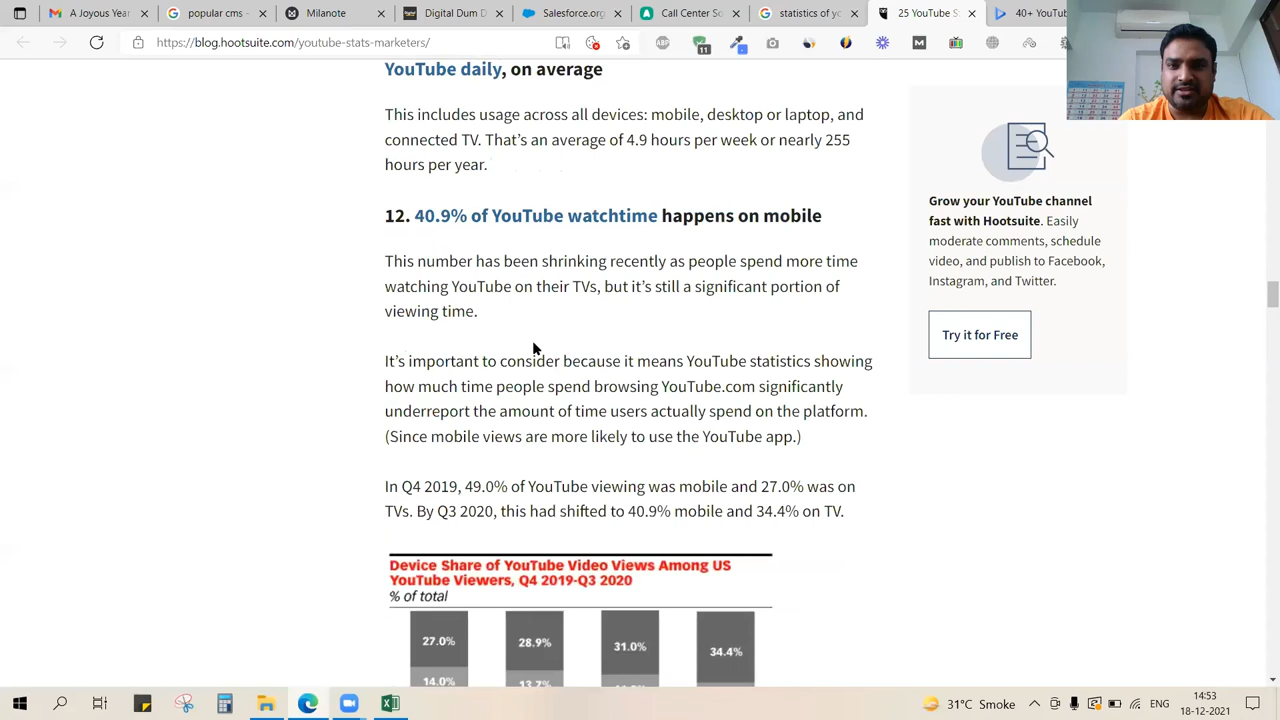 A January
popular cms -
Milanote
Digital Dum D
Salesforce.org
Call Center So
statistics of yo
25 YouTube S
40+ YouTu
https://blog.hootsuite.com/youtube-stats-marketers/
ABP
11
YouTube daily, on average
This includes usage across all devices: mobile, desktop or laptop, and
connected TV. That's an average of 4.9 hours per week or nearly 255
hours per year.
12. 40.9% of YouTube watchtime happens on mobile
This number has been shrinking recently as people spend more time
watching YouTube on their TVs, but it's still a significant portion of
viewing time.
It's important to consider because it means YouTube statistics showing
how much time people spend browsing YouTube.com significantly
underreport the amount of time users actually spend on the platform.
(Since mobile views are more likely to use the YouTube app.)
In Q4 2019, 49.0% of YouTube viewing was mobile and 27.0% was on
TVs. By Q3 2020, this had shifted to 40.9% mobile and 34.4% on TV.
Device Share of YouTube Video Views Among US
YouTube Viewers, Q4 2019-Q3 2020
% of total
27.0%
28.9%
31.0%
34.4%
14.0%
13.7%
Grow your YouTube channel
fast with Hootsuite. Easily
moderate comments, schedule
video, and publish to Facebook,
Instagram, and Twitter.
Try it for Free
31°C Smoke
ENG
14:53
18-12-2021